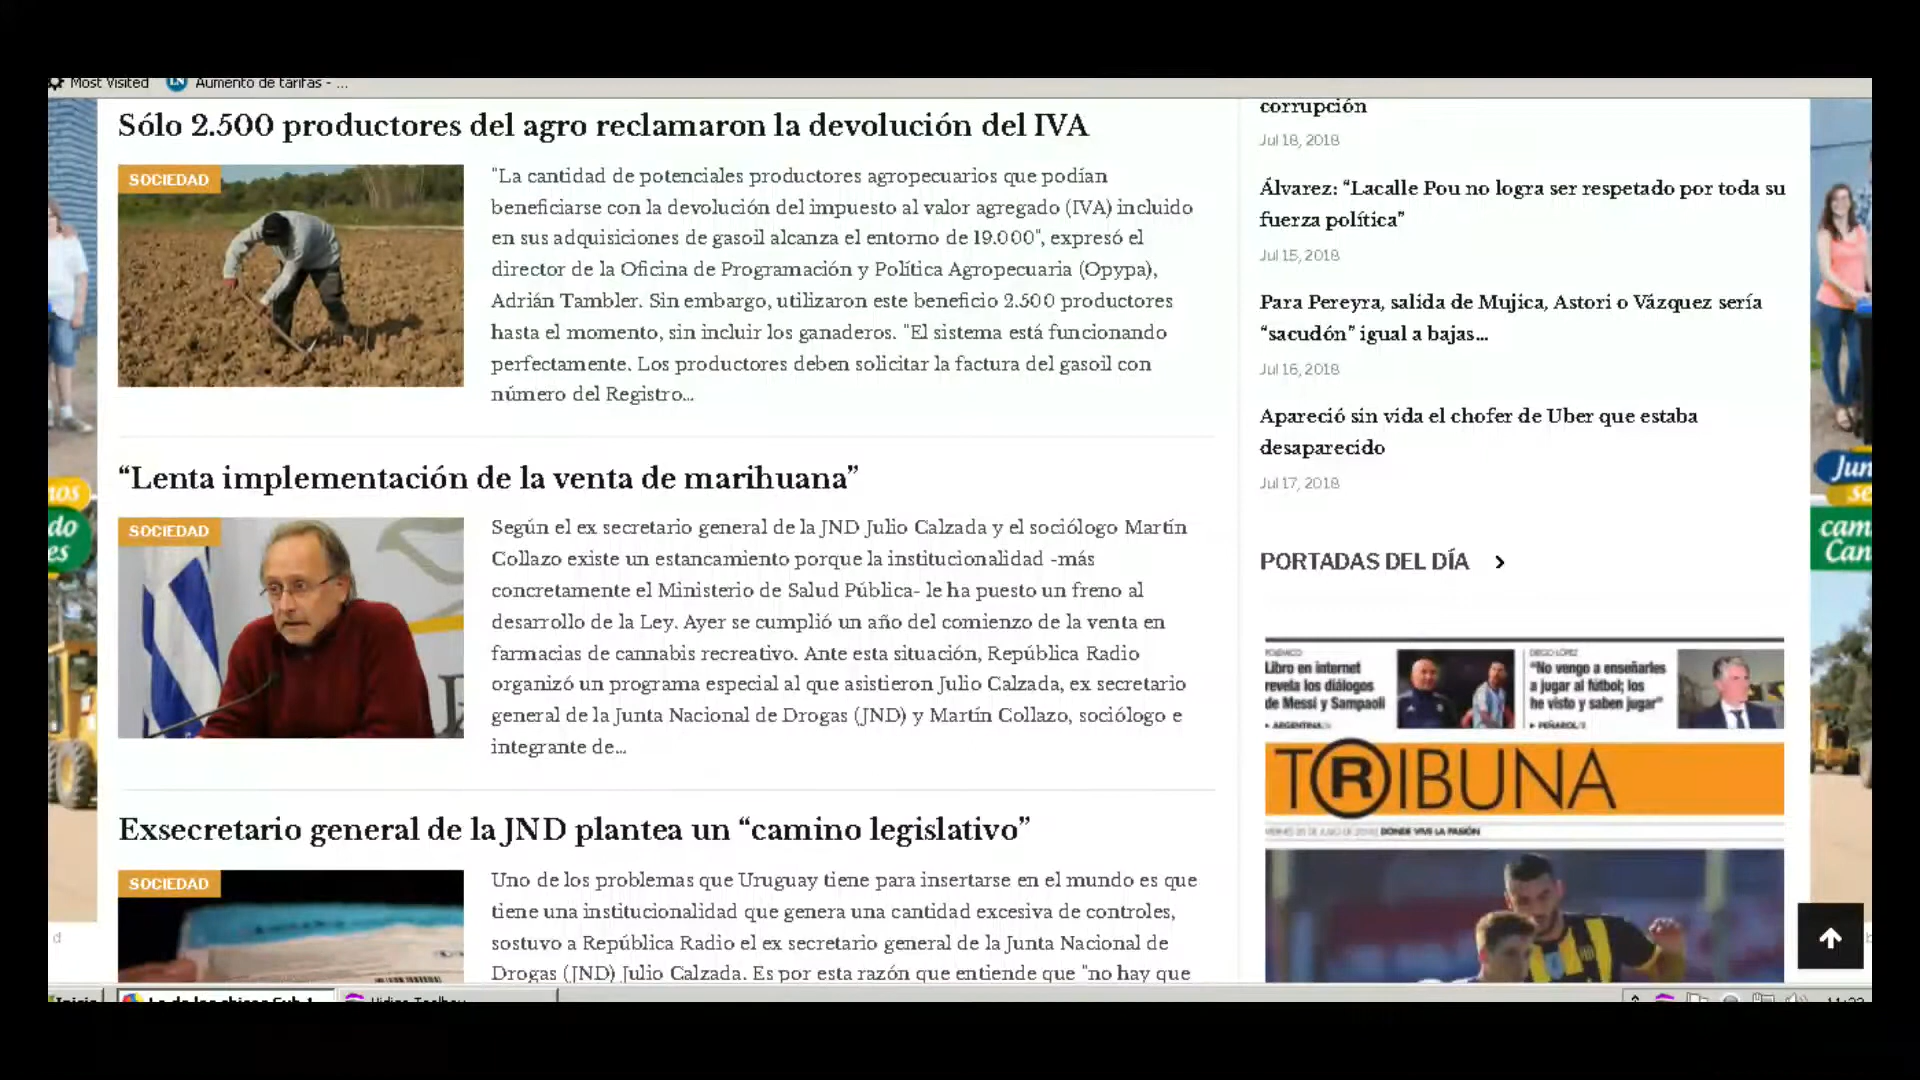 Most Visited
Aumento de tarifas - ...
Sólo 2.500 productores del agro reclamaron la devolución del IVA
SOCIEDAD
"La cantidad de potenciales productores agropecuarios que podían
beneficiarse con la devolución del impuesto al valor agregado (IVA) incluido
en sus adquisiciones de gasoil alcanza el entorno de 19.000", expresó el
director de la Oficina de Programación y Política Agropecuaria (Opypa),
Adrián Tambler. Sin embargo, utilizaron este beneficio 2.500 productores
hasta el momento, sin incluir los ganaderos. "El sistema está funcionando
perfectamente. Los productores deben solicitar la factura del gasoil con
número del Registro...
“Lenta implementación de la venta de marihuana”
SOCIEDAD
Según el ex secretario general de la JND Julio Calzada y el sociólogo Martín
Collazo existe un estancamiento porque la institucionalidad -más
concretamente el Ministerio de Salud Pública- le ha puesto un freno al
desarrollo de la Ley. Ayer se cumplió un año del comienzo de la venta en
farmacias de cannabis recreativo. Ante esta situación, República Radio
organizó un programa especial al que asistieron Julio Calzada, ex secretario
general de la Junta Nacional de Drogas (JND) y Martín Collazo, sociólogo e
integrante de...
Exsecretario general de la JND plantea un “camino legislativo”
SOCIEDAD
Uno de los problemas que Uruguay tiene para insertarse en el mundo es que
tiene una institucionalidad que genera una cantidad excesiva de controles,
sostuvo a República Radio el ex secretario general de la Junta Nacional de
Drogas (JND) Julio Calzada. Es por esta razón que entiende que "no hay que
corrupción
Jul 18, 2018
Álvarez: “Lacalle Pou no logra ser respetado por toda su
fuerza política”
Jul 15, 2018
Para Pereyra, salida de Mujica, Astori o Vázquez sería
“sacudón” igual a bajas...
Jul 16, 2018
Apareció sin vida el chofer de Uber que estaba
desaparecido
Jul 17, 2018
PORTADAS DEL DÍA
Libro en internet
revela los diálogos
de Messi y Sampaoli
ARGENTINA
DIEGO LÓPEZ
"No vengo a enseñarles
a jugar al fútbol; los
he visto y saben jugar"
PEÑAROL
TRIBUNA
DONDE VIVE LA PASIÓN
Jun
cam
Can
do
es